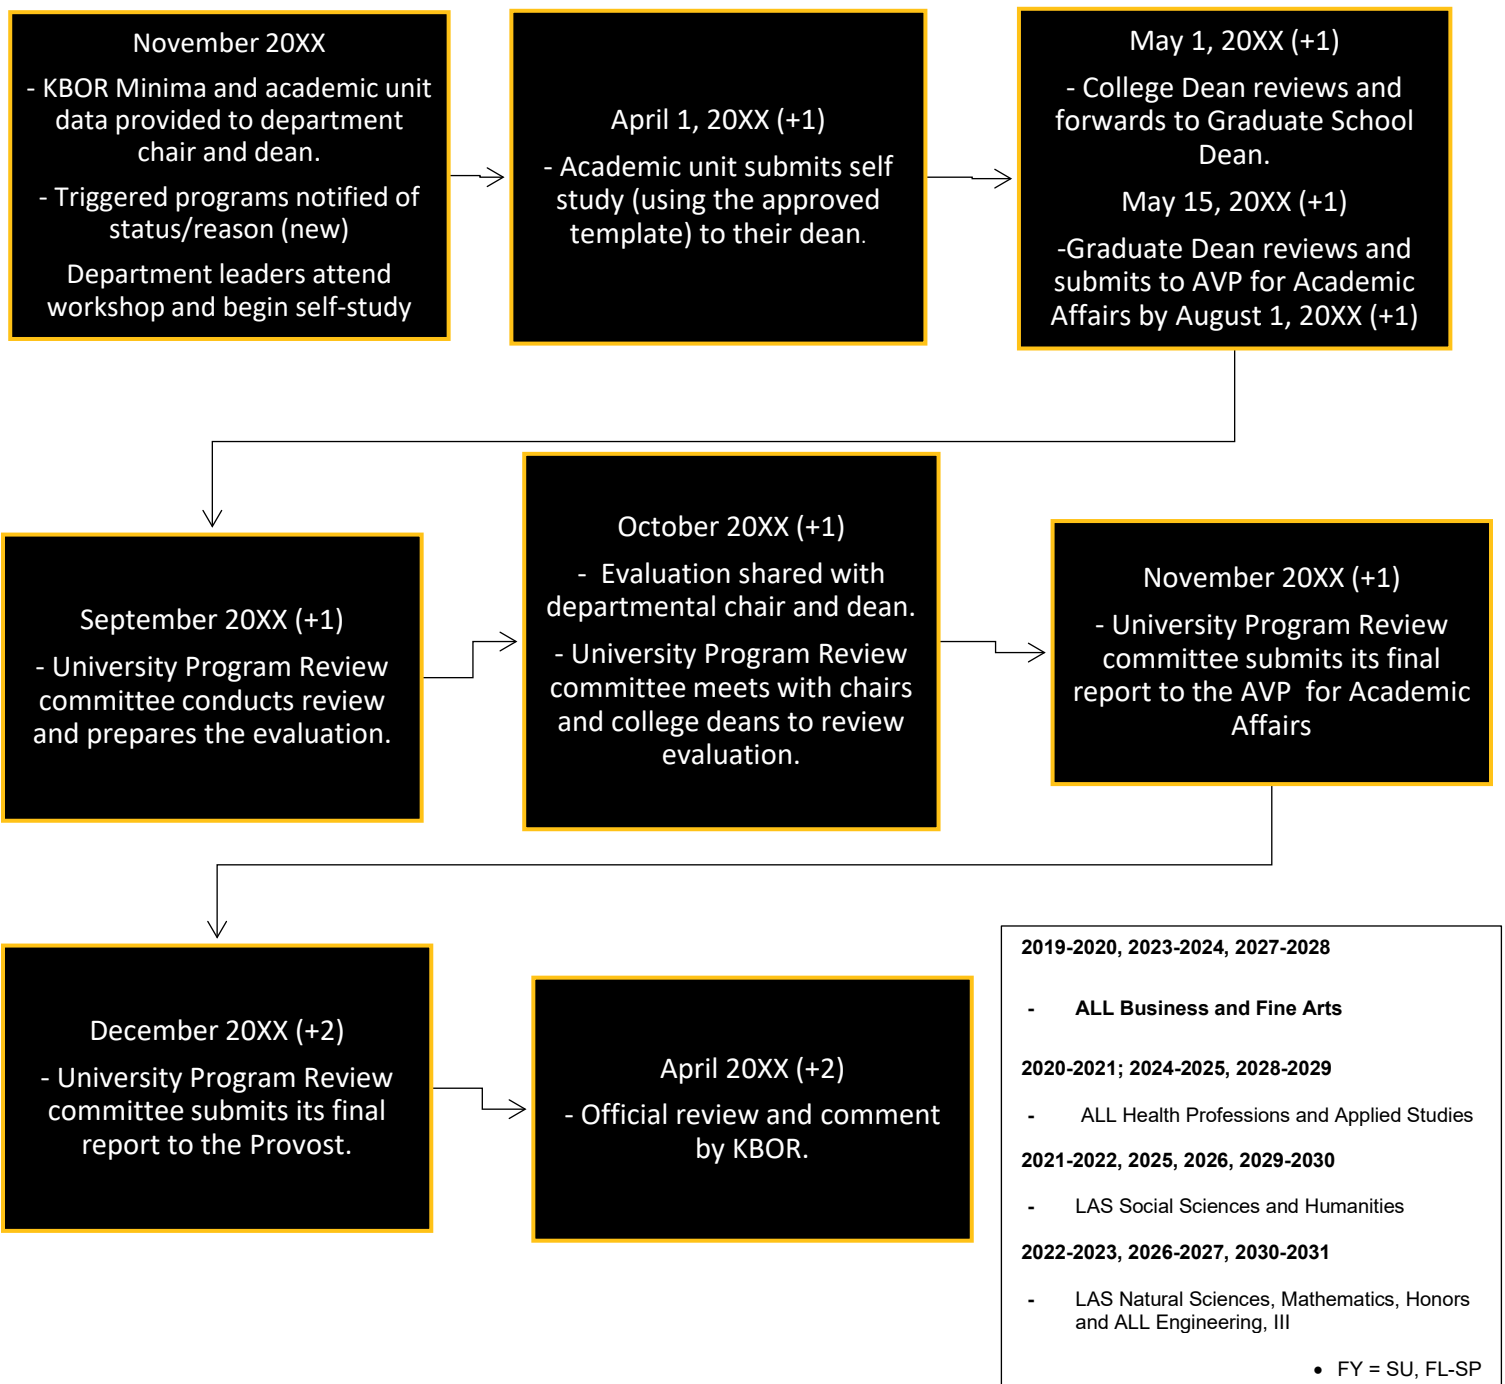 November 20XX
- KBOR Minima and academic unit
data provided to department
chair and dean.
- Triggered programs notified of
status/reason (new)
Department leaders attend
workshop and begin self-study
April 1, 20XX (+1)
- Academic unit submits self
study (using the approved
template) to their dean.
May 1, 20XX (+1)
- College Dean reviews and
forwards to Graduate School
Dean.
May 15, 20XX (+1)
-Graduate Dean reviews and
submits to AVP for Academic
Affairs by August 1, 20XX (+1)
September 20XX (+1)
- University Program Review
committee conducts review
and prepares the evaluation.
October 20XX (+1)
- Evaluation shared with
departmental chair and dean.
- University Program Review
committee meets with chairs
and college deans to review
evaluation.
November 20XX (+1)
- University Program Review
committee submits its final
report to the AVP for Academic
Affairs
December 20XX (+2)
- University Program Review
committee submits its final
report to the Provost.
April 20XX (+2)
- Official review and comment
by KBOR.
2019-2020, 2023-2024, 2027-2028
- ALL Business and Fine Arts
2020-2021; 2024-2025, 2028-2029
- ALL Health Professions and Applied Studies
2021-2022, 2025, 2026, 2029-2030
- LAS Social Sciences and Humanities
2022-2023, 2026-2027, 2030-2031
- LAS Natural Sciences, Mathematics, Honors
and ALL Engineering, III
• FY = SU, FL-SP